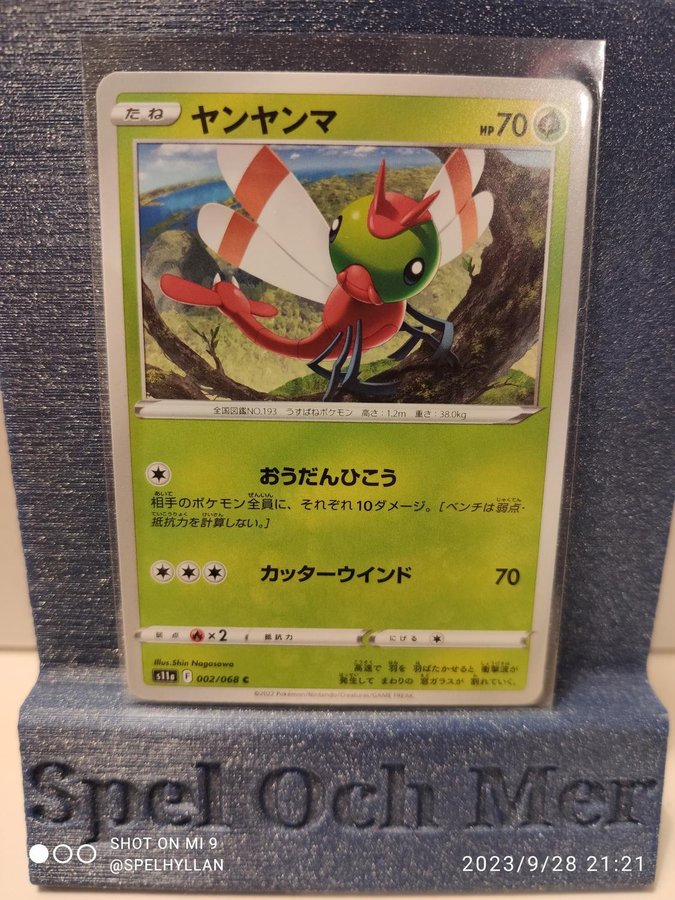 たね ヤンヤンマ HP70
全国図鑑NO.193 うすばねポケモン 高さ:1.2m 重さ:38.0kg
おうだんひこう
相手のポケモン全員に、それぞれ10ダメージ。[ベンチは弱点・
抵抗力を計算しない。]
カッターウインド 70
弱点 ×2 抵抗力 にげる
Illus.Shin Nagasawa
高速で 羽を 羽ばたかせると 衝撃波が
発生して まわりの 窓ガラスが 割れていく。
s11a F 002/068 C
©2022 Pokémon/Nintendo/Creatures/GAME FREAK.
Spel Och Mer
SHOT ON MI 9
@SPELHYLLAN
2023/9/28 21:21